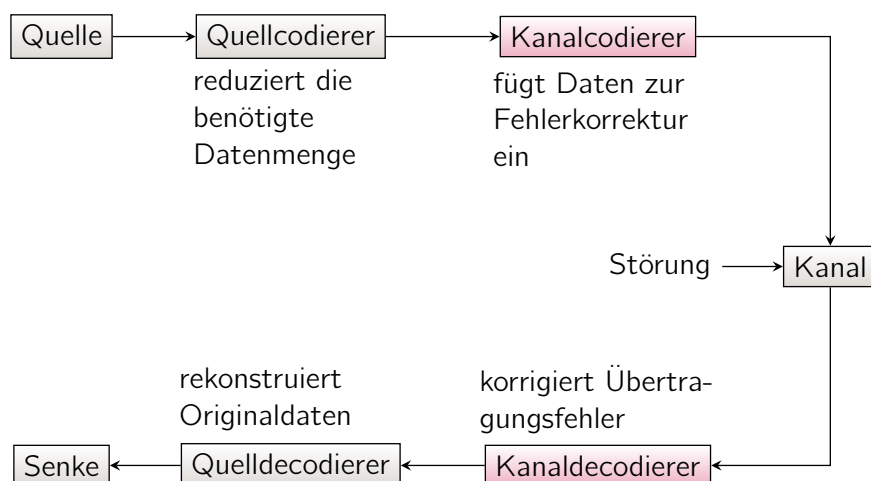 Quelle
Quellcodierer
Kanalcodierer
reduziert die
benötigte
Datenmenge
fügt Daten zur
Fehlerkorrektur
ein
Störung
Kanal
rekonstruiert
Originaldaten
korrigiert Übertra-
gungsfehler
Senke
Quelldecodierer
Kanaldecodierer